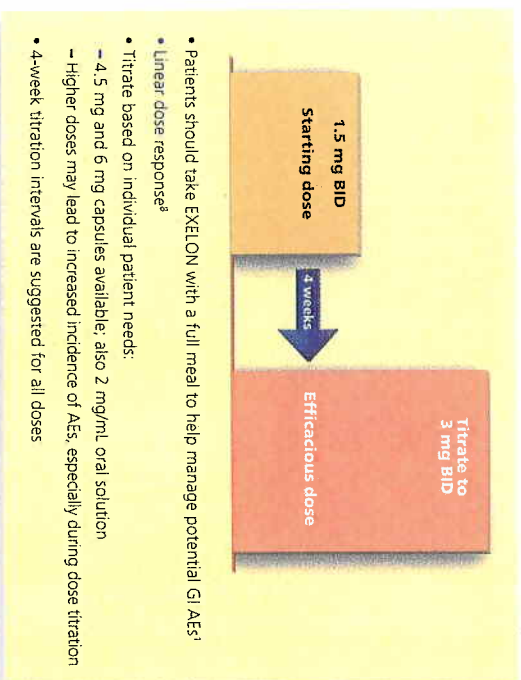 1.5 mg BID
Starting dose
4 weeks
Titrate to
3 mg BID
Efficacious dose
• Patients should take EXELON with a full meal to help manage potential GI AEs¹
• Linear dose response⁸
• Titrate based on individual patient needs:
– 4.5 mg and 6 mg capsules available; also 2 mg/mL oral solution
– Higher doses may lead to increased incidence of AEs, especially during dose titration
• 4-week titration intervals are suggested for all doses